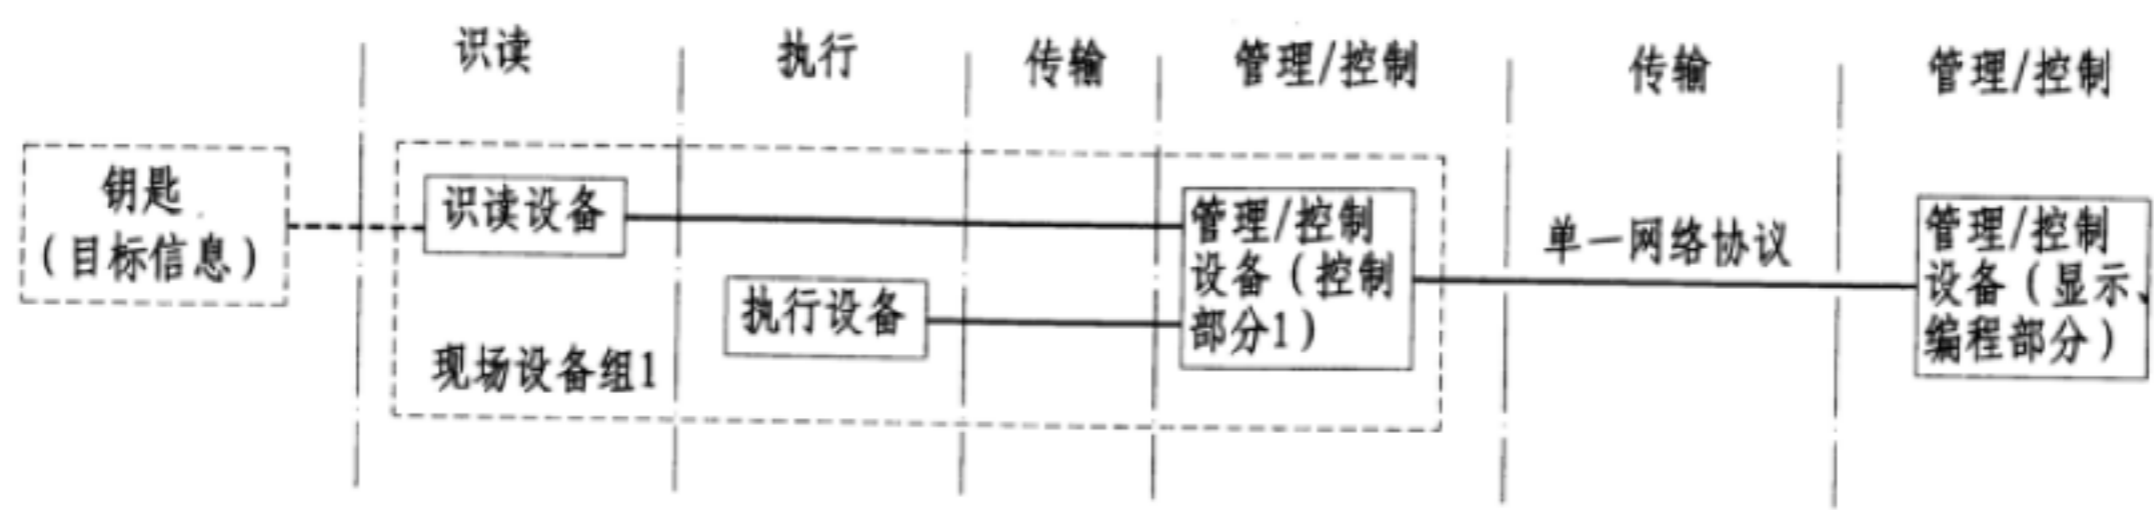 识读
执行
传输
管理/控制
传输
管理/控制
钥匙
（目标信息）
识读设备
执行设备
现场设备组1
管理/控制
设备（控制
部分1）
单一网络协议
管理/控制
设备（显示、
编程部分）